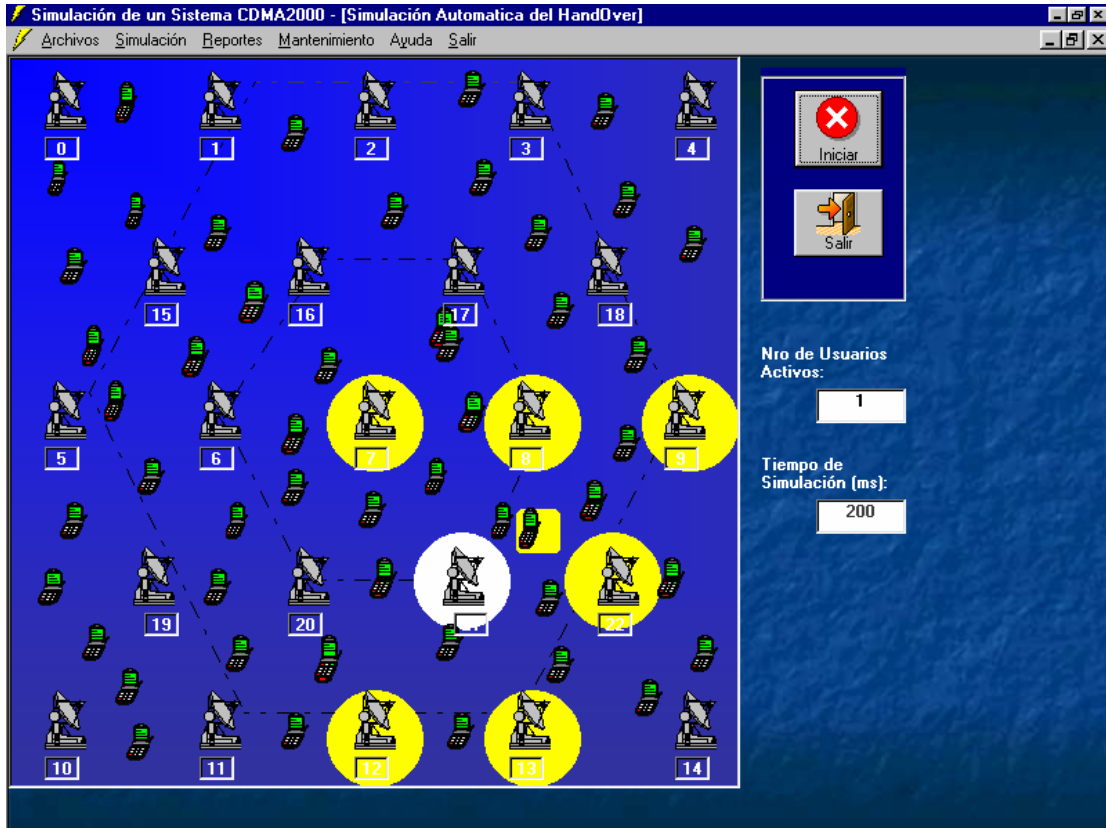 Simulación de un Sistema CDMA2000 - [Simulación Automatica del HandOver]
Archivos Simulación Reportes Mantenimiento Ayuda Salir
0 1 2 3 4
Iniciar
Salir
15 16 17 18
Nro de Usuarios
Activos:
1
5 6 7 8 9
Tiempo de
Simulación (ms):
200
19 20 22
10 11 12 13 14